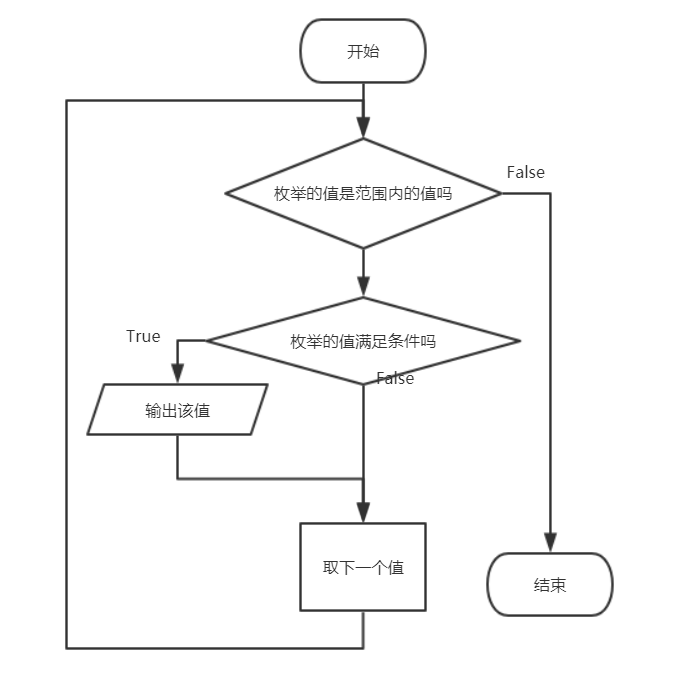 开始
枚举的值是范围内的值吗
False
枚举的值满足条件吗
True
False
输出该值
取下一个值
结束